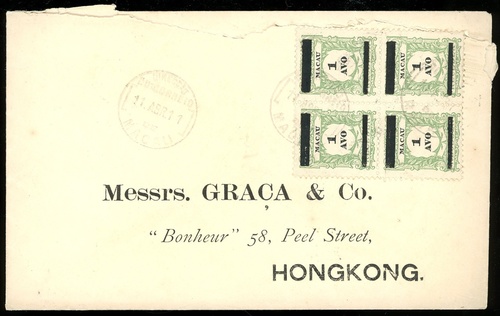 MACAU 1 AVO
MACAU 1 AVO
MACAU 1 AVO
MACAU 1 AVO
Messrs. GRAÇA & Co.
"Bonheur" 58, Peel Street,
HONGKONG.